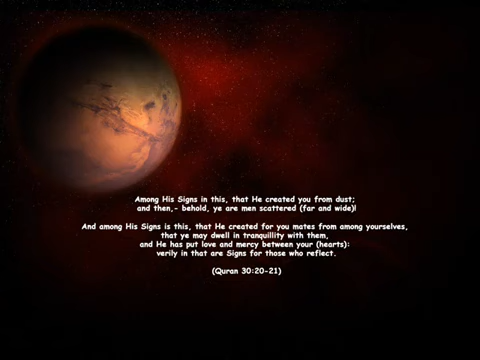 Among His Signs in this, that He created you from dust;
and then,- behold, ye are men scattered (far and wide)!
And among His Signs is this, that He created for you mates from among yourselves,
that ye may dwell in tranquillity with them,
and He has put love and mercy between your (hearts):
verily in that are Signs for those who reflect.
(Quran 30:20-21)